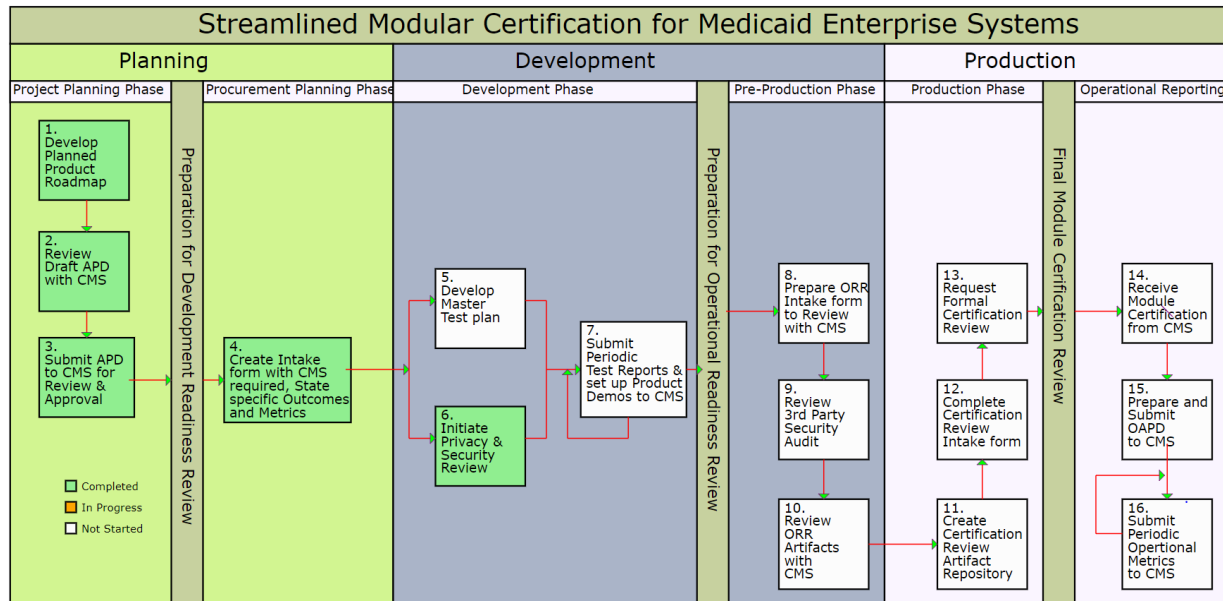 Streamlined Modular Certification for Medicaid Enterprise Systems
Planning
Development
Production
Project Planning Phase
Procurement Planning Phase
Development Phase
Pre-Production Phase
Production Phase
Operational Reporting
Preparation for Development Readiness Review
Preparation for Operational Readiness Review
Final Module Cerification Review
1.
Develop
Planned
Product
Roadmap
2.
Review
Draft APD
with CMS
3.
Submit APD
to CMS for
Review &
Approval
4.
Create Intake
form with CMS
required, State
specific Outcomes
and Metrics
5.
Develop
Master
Test plan
6.
Initiate
Privacy &
Security
Review
7.
Submit
Periodic
Test Reports &
set up Product
Demos to CMS
8.
Prepare ORR
Intake form
to Review
with CMS
9.
Review
3rd Party
Security
Audit
10.
Review
ORR
Artifacts with
CMS
11.
Create
Certification
Review
Artifact
Repository
12.
Complete
Certification
Review
Intake form
13.
Request
Formal
Certification
Review
14.
Receive
Module
Certification
from CMS
15.
Prepare and
Submit
OAPD
to CMS
16.
Submit
Periodic
Opertional
Metrics
to CMS
Completed
In Progress
Not Started